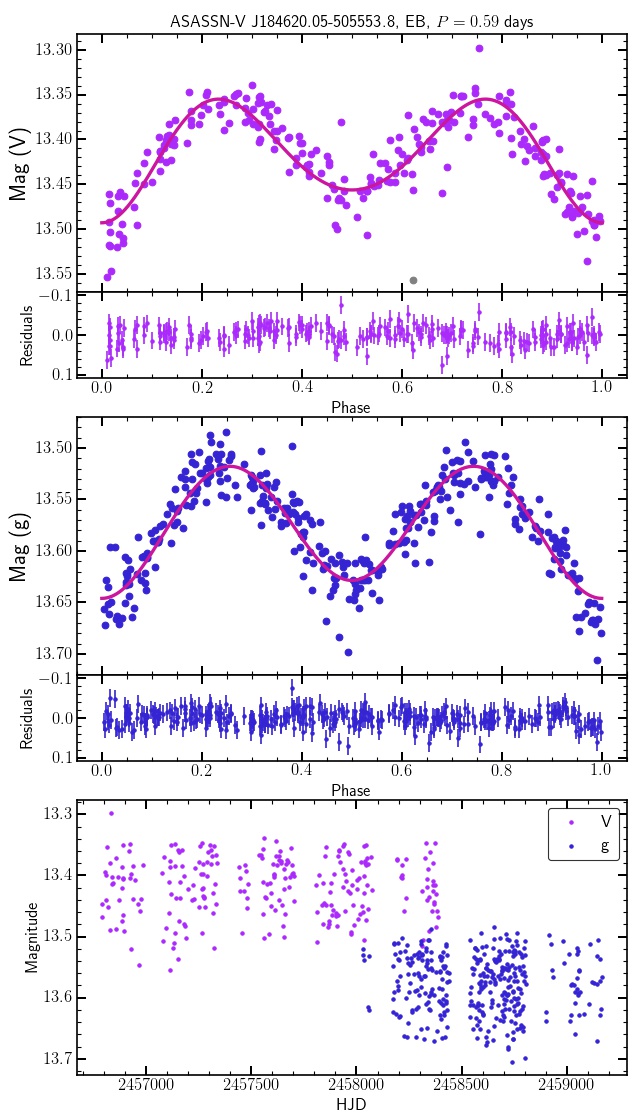 ASASSN-V J184620.05-505553.8, EB, P = 0.59 days
13.30
13.35
13.40
13.45
13.50
13.55
Mag (V)
−0.1
0.0
0.1
Residuals
0.0 0.2 0.4 0.6 0.8 1.0
Phase
13.50
13.55
13.60
13.65
13.70
Mag (g)
−0.1
0.0
0.1
Residuals
0.0 0.2 0.4 0.6 0.8 1.0
Phase
13.3
13.4
13.5
13.6
13.7
Magnitude
V
g
2457000 2457500 2458000 2458500 2459000
HJD